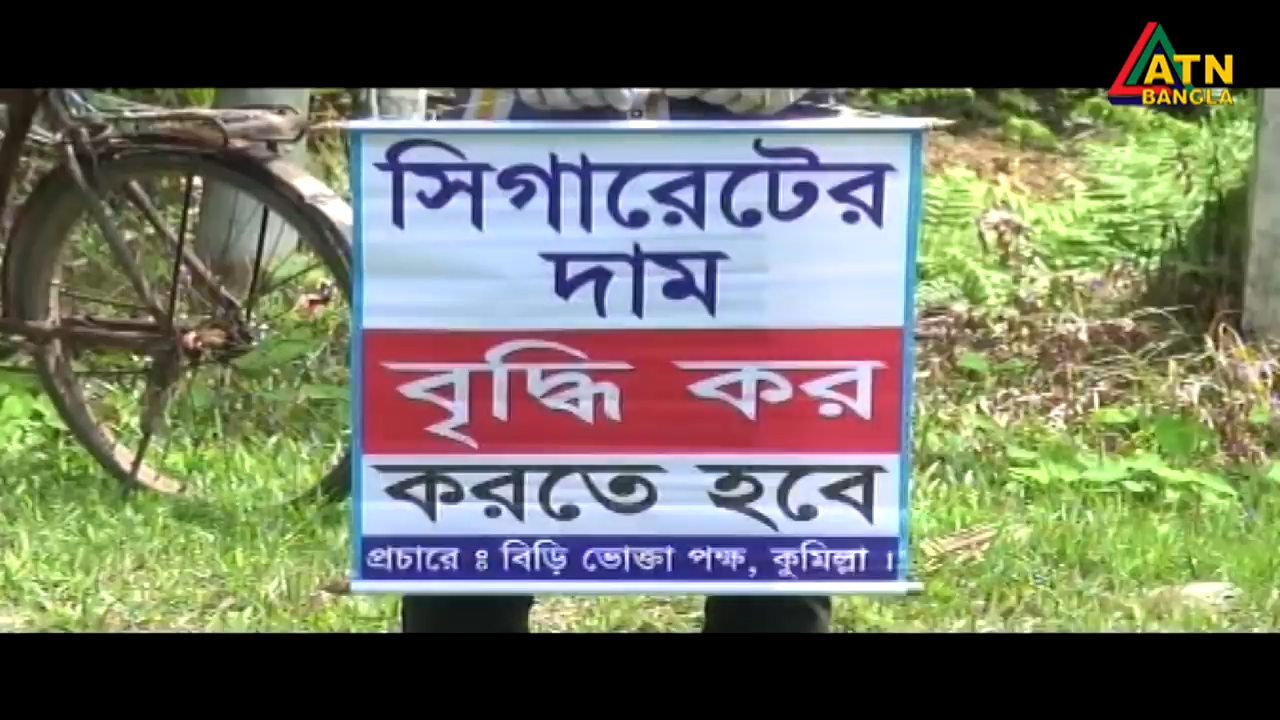 ATN
BANGLA
সিগারেটের
দাম
বৃদ্ধি কর
করতে হবে
প্রচারে ঃ বিড়ি ভোক্তা পক্ষ, কুমিল্লা ।